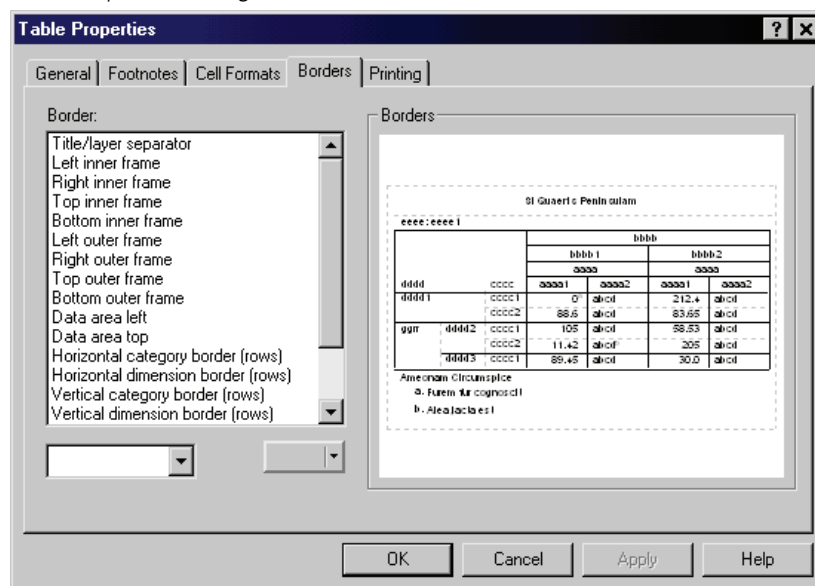 Table Properties
General Footnotes Cell Formats Borders Printing
Border:
Title/layer separator
Left inner frame
Right inner frame
Top inner frame
Bottom inner frame
Left outer frame
Right outer frame
Top outer frame
Bottom outer frame
Data area left
Data area top
Horizontal category border (rows)
Horizontal dimension border (rows)
Vertical category border (rows)
Vertical dimension border (rows)
Borders
Si Quaeris Peninsulam
eeee:eeee1
bbbb
bbbb1 bbbb2
aaaa aaaa
dddd cccc aaaa1 aaaa2 aaaa1 aaaa2
dddd1 cccc1 0 abcd 212.4 abcd
cccc2 88.6 abcd 83.65 abcd
ggrr dddd2 cccc1 105 abcd 58.53 abcd
cccc2 11.42 abcd 205 abcd
dddd3 cccc1 89.45 abcd 30.0 abcd
Ameonam Circumspice
a. Furem fur cognoscit
b. Alea jacta est
OK Cancel Apply Help